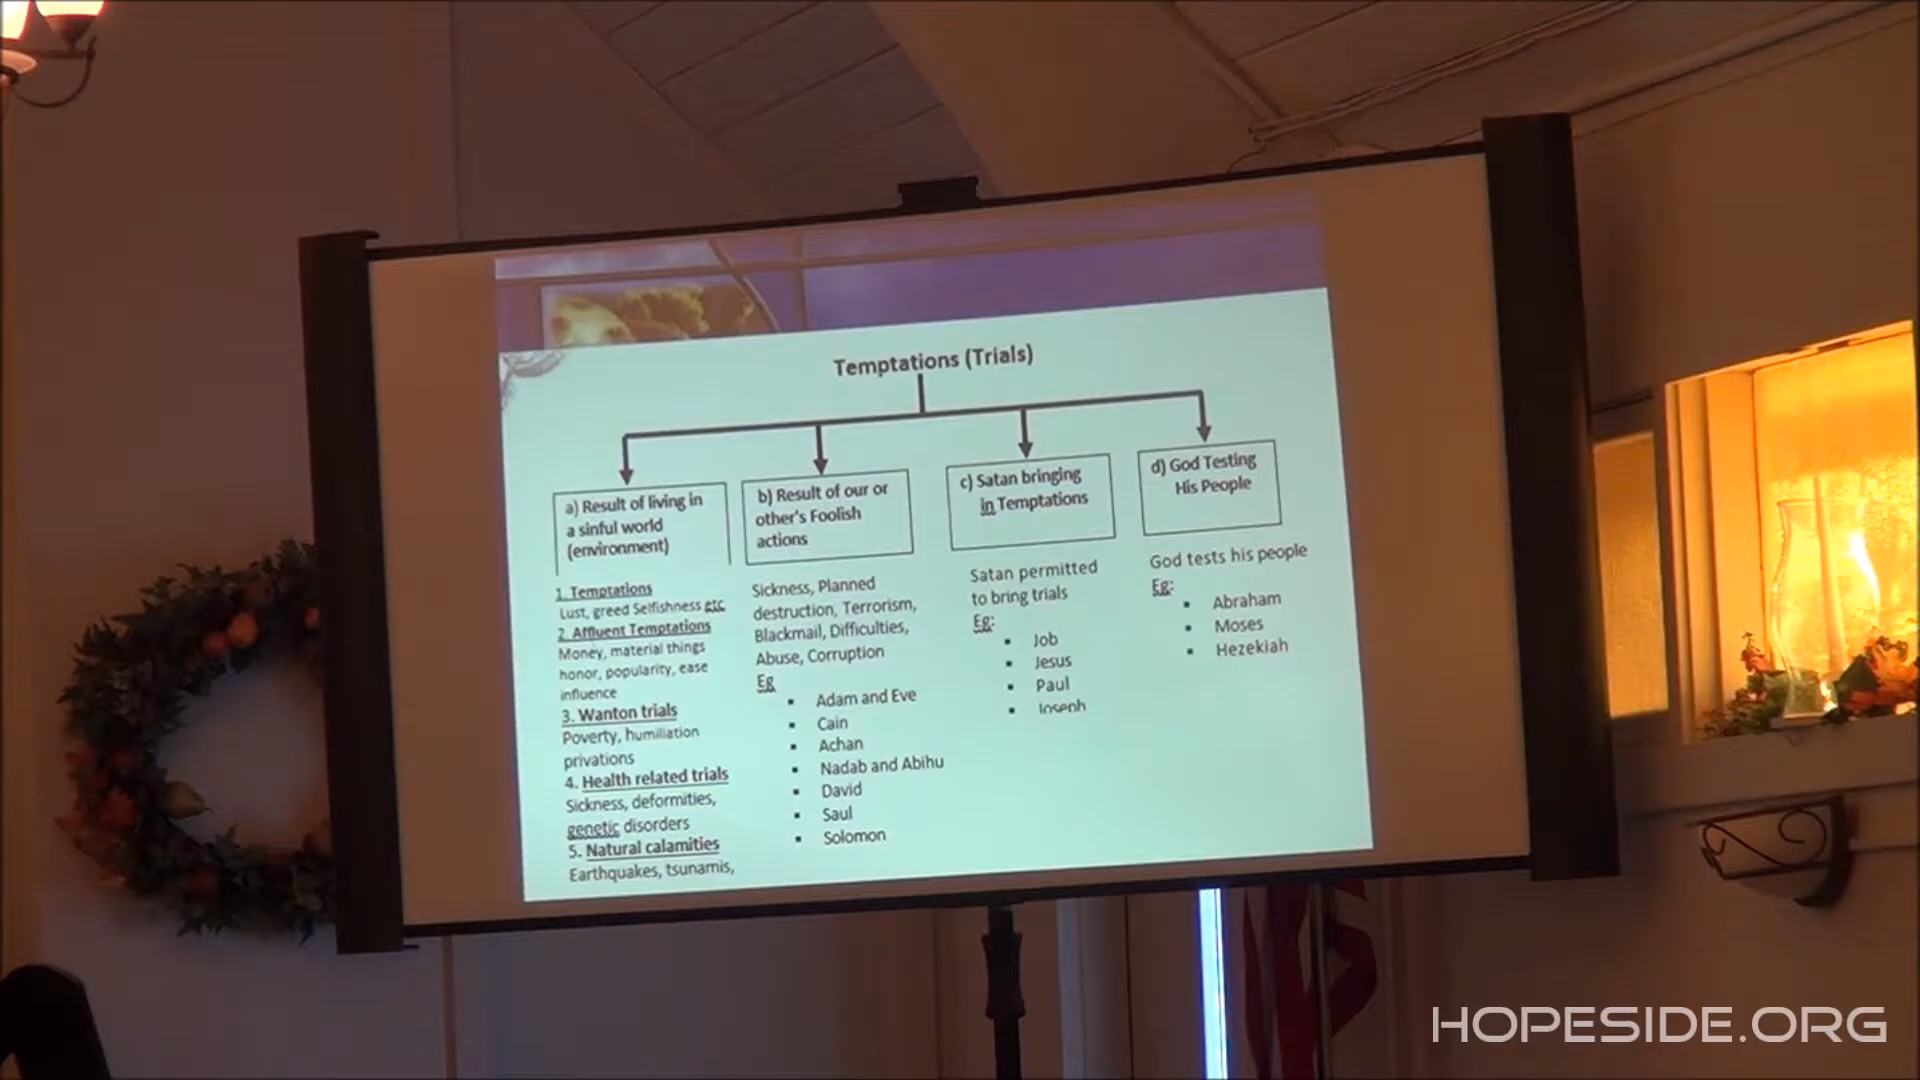 Temptations (Trials)
a) Result of living in
a sinful world
(environment)
1. Temptations
Lust, greed Selfishness etc
2. Affluent Temptations
Money, material things
honor, popularity, ease
influence
3. Wanton trials
Poverty, humiliation
privations
4. Health related trials
Sickness, deformities,
genetic disorders
5. Natural calamities
Earthquakes, tsunamis,
b) Result of our or
other's Foolish
actions
Sickness, Planned
destruction, Terrorism,
Blackmail, Difficulties,
Abuse, Corruption
Eg
▪ Adam and Eve
▪ Cain
▪ Achan
▪ Nadab and Abihu
▪ David
▪ Saul
▪ Solomon
c) Satan bringing
in Temptations
Satan permitted
to bring trials
Eg:
▪ Job
▪ Jesus
▪ Paul
▪ Joseph
d) God Testing
His People
God tests his people
Eg:
▪ Abraham
▪ Moses
▪ Hezekiah
HOPESIDE.ORG